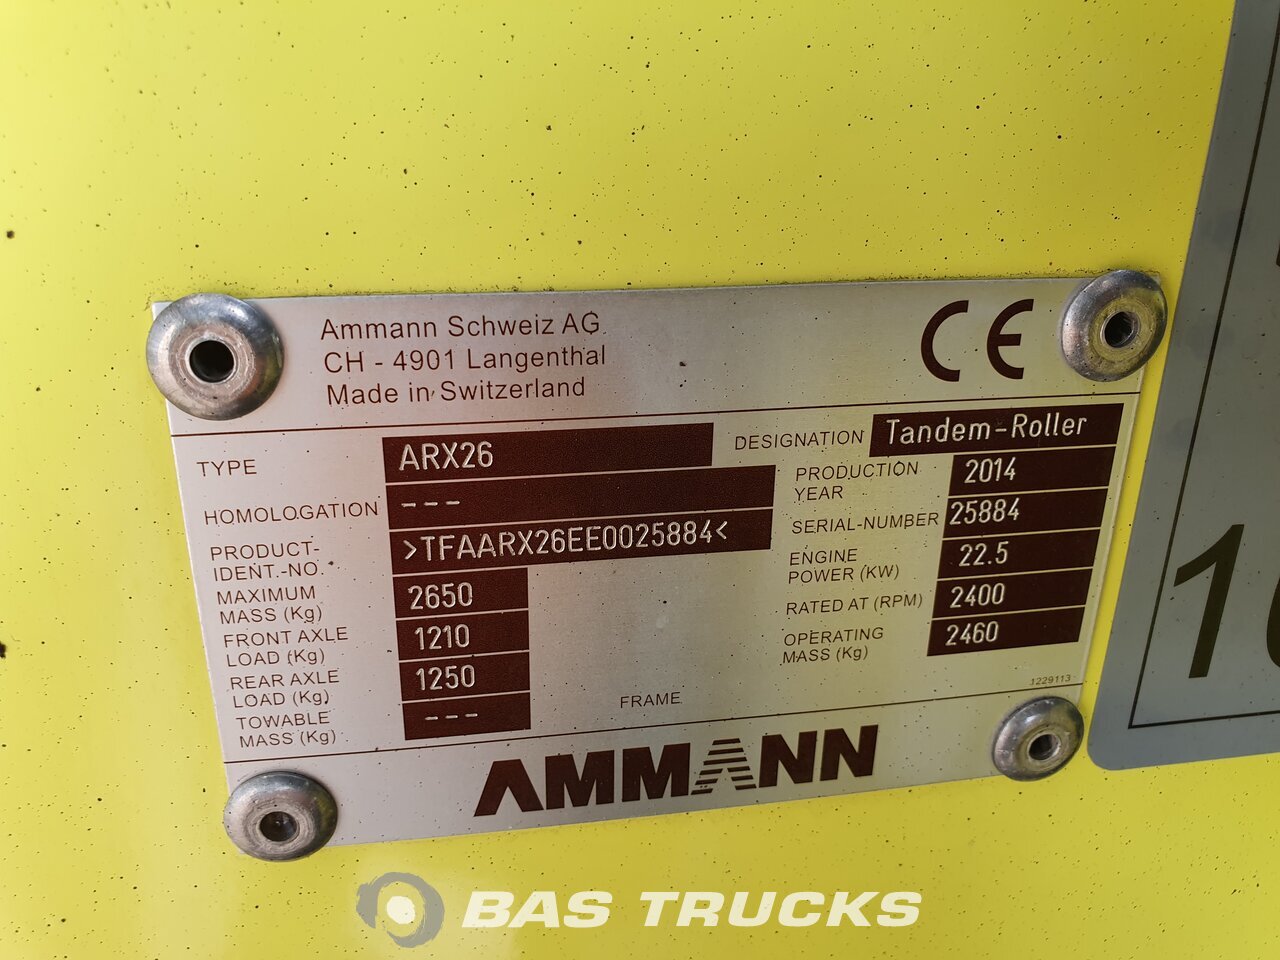 Ammann Schweiz AG
CH - 4901 Langenthal
Made in Switzerland
CE
TYPE ARX26
DESIGNATION Tandem-Roller
HOMOLOGATION ---
PRODUCTION YEAR 2014
PRODUCT-IDENT.-NO. >TFAARX26EE0025884<
SERIAL-NUMBER 25884
MAXIMUM MASS (Kg) 2650
ENGINE POWER (KW) 22.5
FRONT AXLE LOAD (Kg) 1210
RATED AT (RPM) 2400
REAR AXLE LOAD (Kg) 1250
OPERATING MASS (Kg) 2460
TOWABLE MASS (Kg) ---
FRAME
1229113
AMMANN
BAS TRUCKS